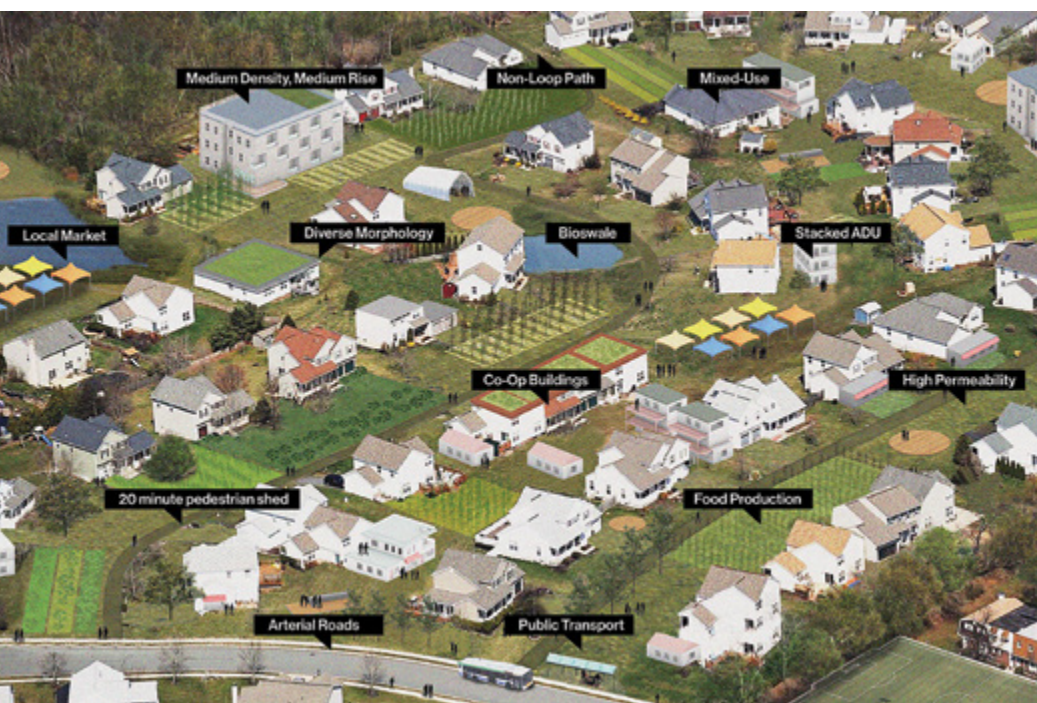 Medium Density, Medium Rise
Non-Loop Path
Mixed-Use
Local Market
Diverse Morphology
Bioswale
Stacked ADU
Co-Op Buildings
High Permeability
20 minute pedestrian shed
Food Production
Arterial Roads
Public Transport